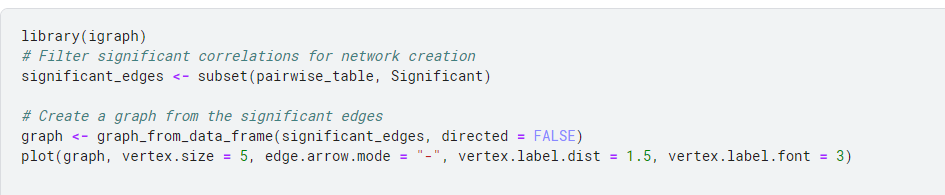 library(igraph)
# Filter significant correlations for network creation
significant_edges <- subset(pairwise_table, Significant)
# Create a graph from the significant edges
graph <- graph_from_data_frame(significant_edges, directed = FALSE)
plot(graph, vertex.size = 5, edge.arrow.mode = "-", vertex.label.dist = 1.5, vertex.label.font = 3)